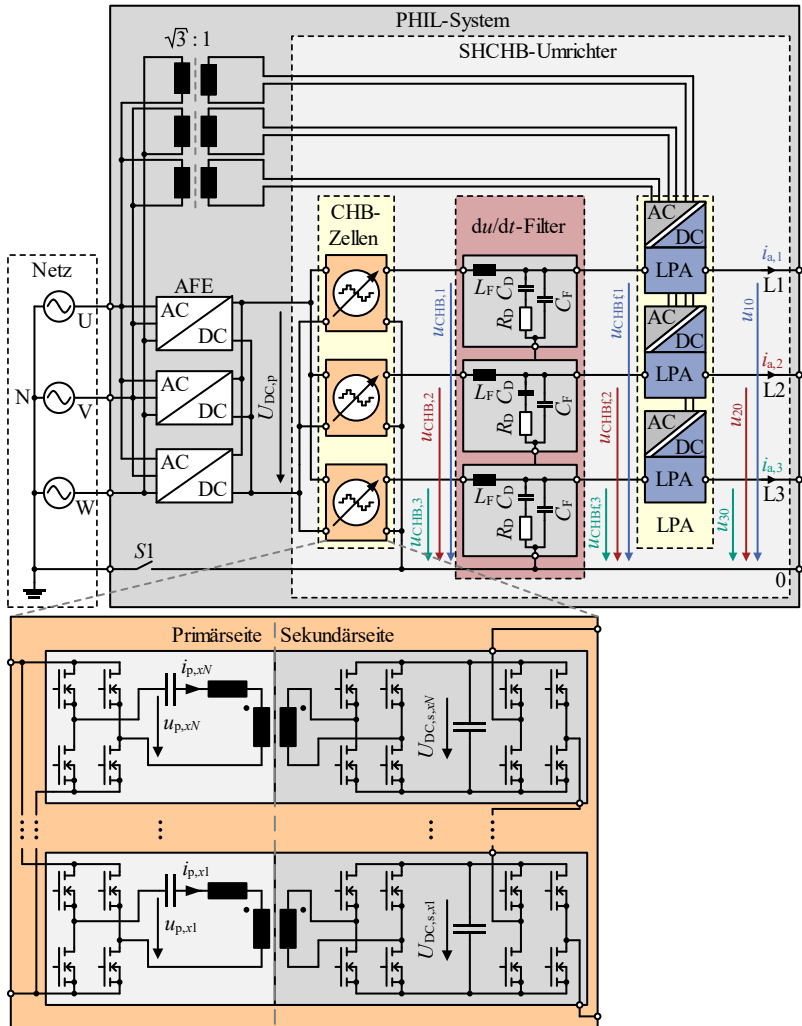 PHIL-System
√3 : 1
SHCHB-Umrichter
CHB-
Zellen
du/dt-Filter
AC
DC
LPA
i_a,1
L1
Netz
AFE
U
AC
DC
U_DC,p
u_CHB,1
L_F
C_D
R_D
C_F
u_CHBf,1
u_10
AC
DC
LPA
i_a,2
L2
N
V
AC
DC
u_CHB,2
L_F
C_D
R_D
C_F
u_CHBf,2
u_20
AC
DC
LPA
i_a,3
L3
W
AC
DC
u_CHB,3
L_F
C_D
R_D
C_F
u_CHBf,3
u_30
LPA
S1
0
Primärseite
Sekundärseite
i_p,xN
u_p,xN
U_DC,s,xN
i_p,x1
u_p,x1
U_DC,s,x1